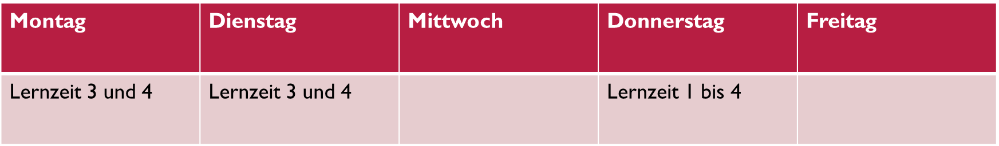 Montag Dienstag Mittwoch Donnerstag Freitag
Lernzeit 3 und 4 Lernzeit 3 und 4 Lernzeit 1 bis 4